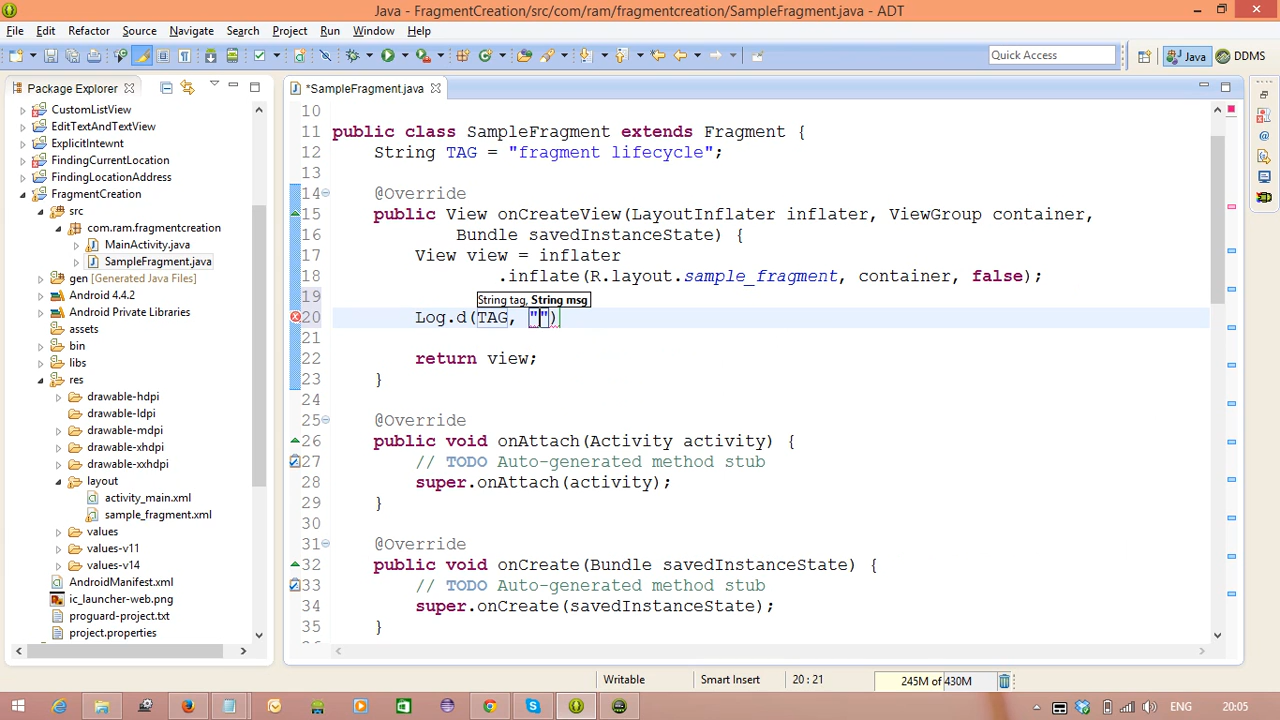 Java - FragmentCreation/src/com/ram/fragmentcreation/SampleFragment.java - ADT
File Edit Refactor Source Navigate Search Project Run Window Help
Quick Access
Java
DDMS
Package Explorer
*SampleFragment.java
CustomListView
EditTextAndTextView
ExplicitIntewnt
FindingCurrentLocation
FindingLocationAddress
FragmentCreation
src
com.ram.fragmentcreation
MainActivity.java
SampleFragment.java
gen [Generated Java Files]
Android 4.4.2
Android Private Libraries
assets
bin
libs
res
drawable-hdpi
drawable-ldpi
drawable-mdpi
drawable-xhdpi
drawable-xxhdpi
layout
activity_main.xml
sample_fragment.xml
values
values-v11
values-v14
AndroidManifest.xml
ic_launcher-web.png
proguard-project.txt
project.properties
10
11 public class SampleFragment extends Fragment {
12 String TAG = "fragment lifecycle";
13
14 @Override
15 public View onCreateView(LayoutInflater inflater, ViewGroup container,
16 Bundle savedInstanceState) {
17 View view = inflater
18 .inflate(R.layout.sample_fragment, container, false);
19
String tag, String msg
20 Log.d(TAG, "")
21
22 return view;
23 }
24
25 @Override
26 public void onAttach(Activity activity) {
27 // TODO Auto-generated method stub
28 super.onAttach(activity);
29 }
30
31 @Override
32 public void onCreate(Bundle savedInstanceState) {
33 // TODO Auto-generated method stub
34 super.onCreate(savedInstanceState);
35 }
Writable
Smart Insert
20 : 21
245M of 430M
ENG
20:05